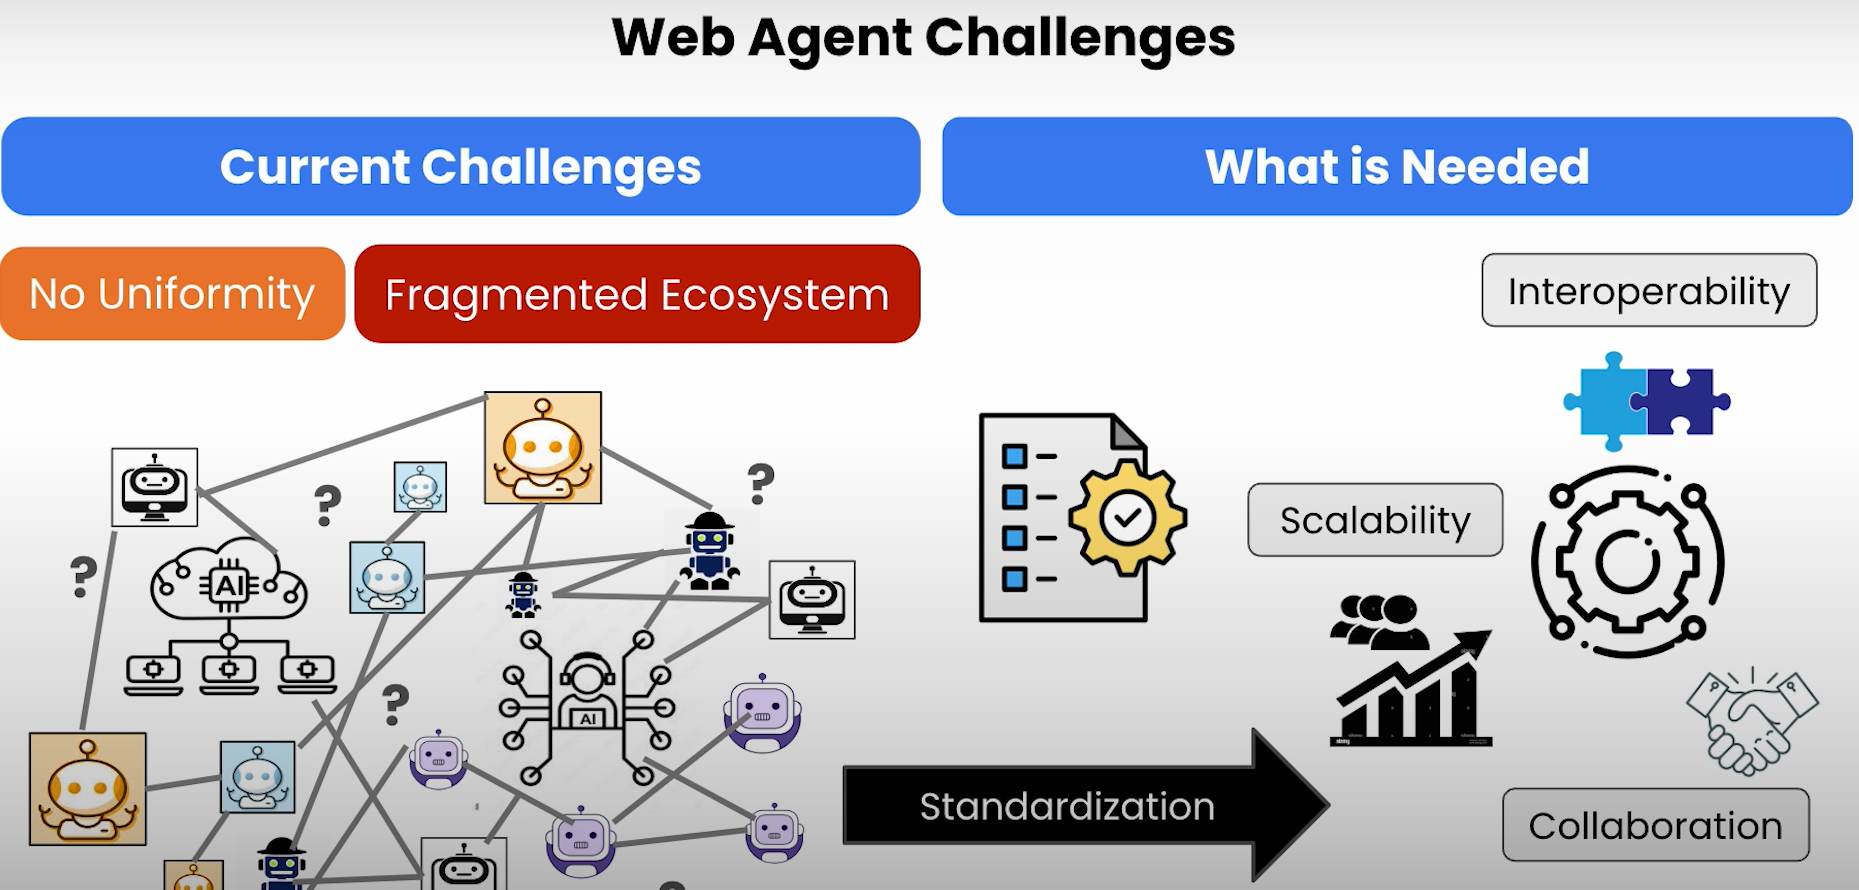 Web Agent Challenges
Current Challenges
What is Needed
No Uniformity
Fragmented Ecosystem
Interoperability
?
?
?
Scalability
AI
?
AI
Standardization
Collaboration